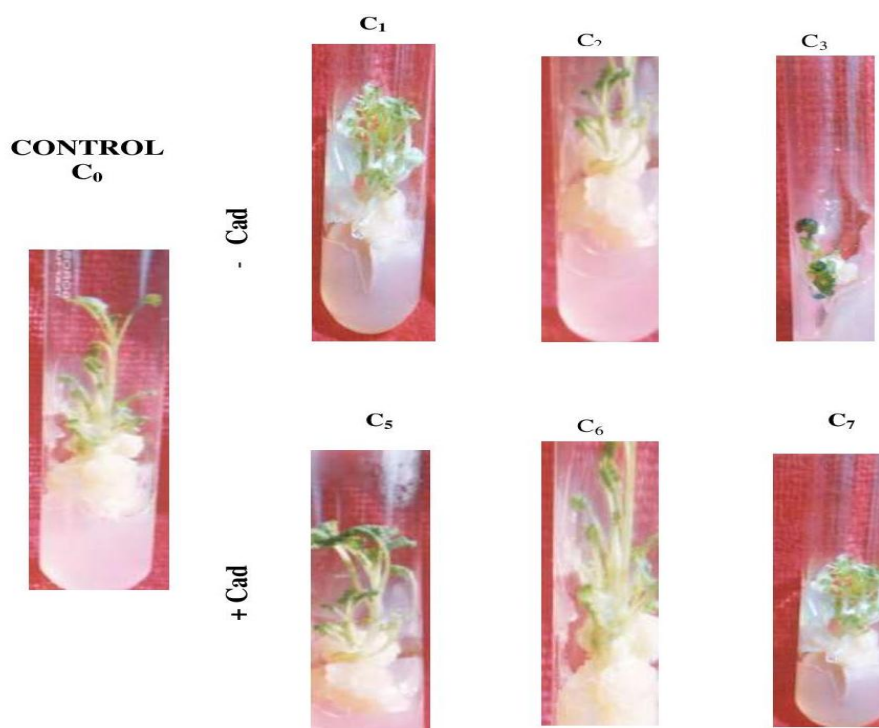 C₁
C₂
C₃
CONTROL
C₀
- Cad
C₅
C₆
C₇
+ Cad